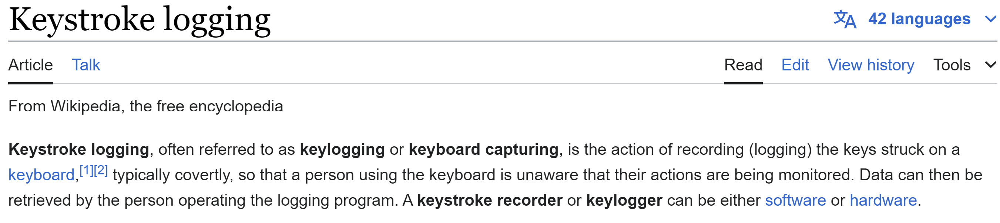 Keystroke logging
文A 42 languages
Article Talk Read Edit View history Tools
From Wikipedia, the free encyclopedia
Keystroke logging, often referred to as keylogging or keyboard capturing, is the action of recording (logging) the keys struck on a
keyboard,[1][2] typically covertly, so that a person using the keyboard is unaware that their actions are being monitored. Data can then be
retrieved by the person operating the logging program. A keystroke recorder or keylogger can be either software or hardware.